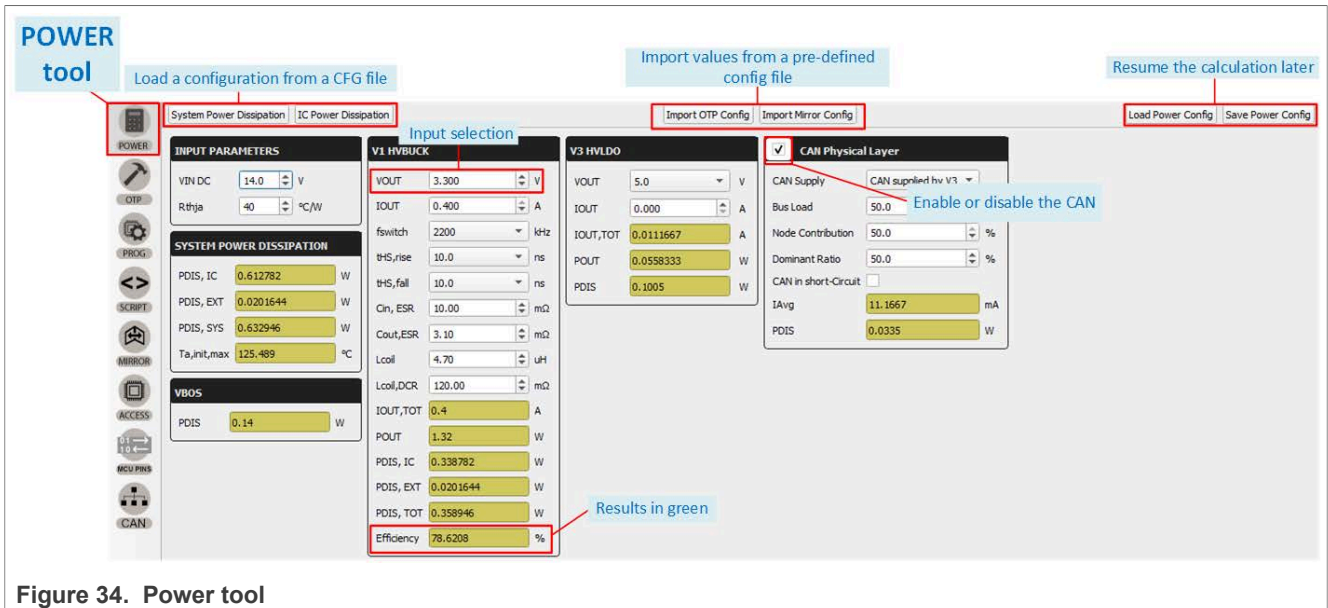 POWER
tool
Load a configuration from a CFG file
Import values from a pre-defined
config file
Resume the calculation later
System Power Dissipation IC Power Dissipation
Import OTP Config Import Mirror Config
Load Power Config Save Power Config
Input selection
POWER
OTP
PROG
SCRIPT
MIRROR
ACCESS
01
10
MCU PINS
CAN
INPUT PARAMETERS
VIN DC 14.0 V
Rthja 40 °C/W
SYSTEM POWER DISSIPATION
PDIS, IC 0.612782 W
PDIS, EXT 0.0201644 W
PDIS, SYS 0.632946 W
Ta,init,max 125.489 °C
VBOS
PDIS 0.14 W
V1 HVBUCK
VOUT 3.300 V
IOUT 0.400 A
fswitch 2200 kHz
tHS,rise 10.0 ns
tHS,fall 10.0 ns
Cin, ESR 10.00 mΩ
Cout,ESR 3.10 mΩ
Lcoil 4.70 uH
Lcoil,DCR 120.00 mΩ
IOUT,TOT 0.4 A
POUT 1.32 W
PDIS, IC 0.338782 W
PDIS, EXT 0.0201644 W
PDIS, TOT 0.358946 W
Efficiency 78.6208 %
Results in green
V3 HVLDO
VOUT 5.0 V
IOUT 0.000 A
IOUT,TOT 0.0111667 A
POUT 0.0558333 W
PDIS 0.1005 W
CAN Physical Layer
CAN Supply CAN supplied by V3
Enable or disable the CAN
Bus Load 50.0
Node Contribution 50.0 %
Dominant Ratio 50.0 %
CAN in short-Circuit
IAvg 11.1667 mA
PDIS 0.0335 W
Figure 34. Power tool